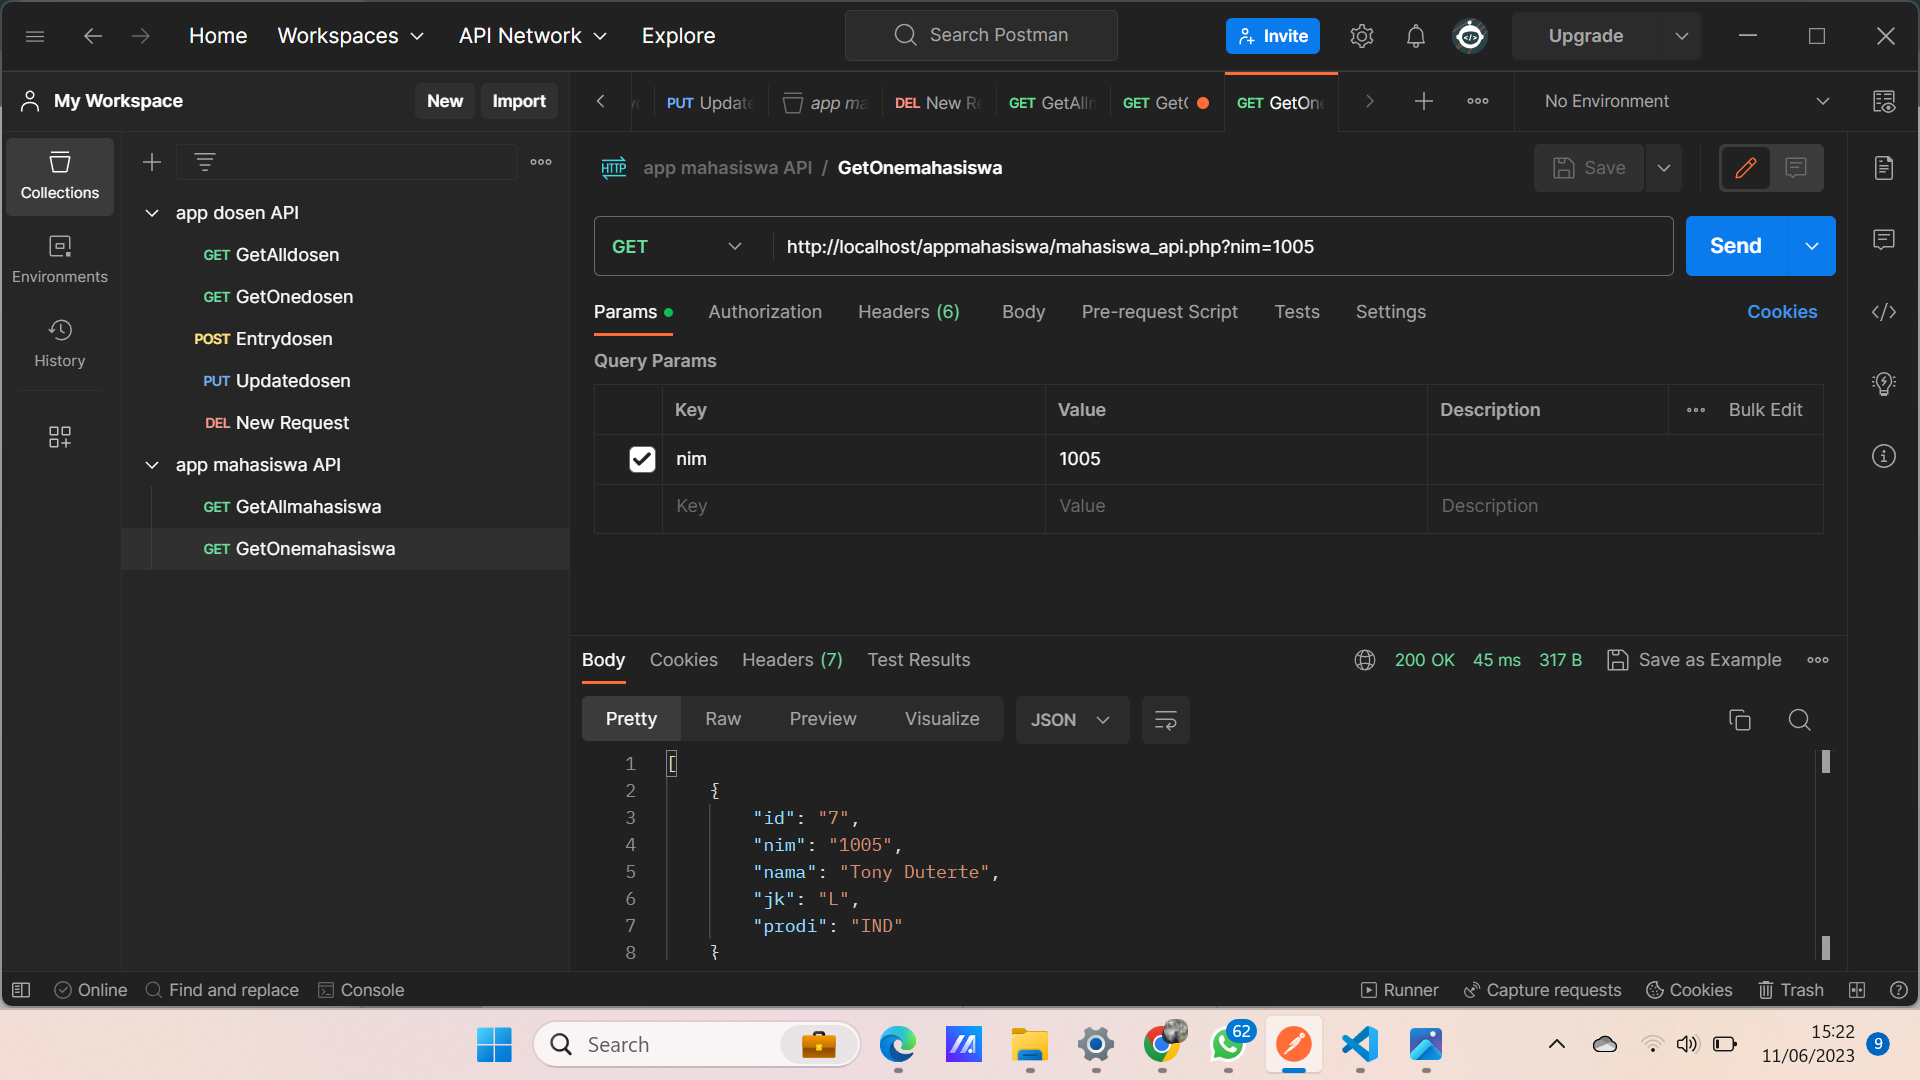 Home
Workspaces
API Network
Explore
Search Postman
Invite
Upgrade
My Workspace
New
Import
PUT Update
app ma
DEL New Re
GET GetAllm
GET GetO
GET GetOne
No Environment
Collections
Environments
History
app dosen API
GET GetAlldosen
GET GetOnedosen
POST Entrydosen
PUT Updatedosen
DEL New Request
app mahasiswa API
GET GetAllmahasiswa
GET GetOnemahasiswa
HTTP app mahasiswa API / GetOnemahasiswa
Save
GET
http://localhost/appmahasiswa/mahasiswa_api.php?nim=1005
Send
Params
Authorization
Headers (6)
Body
Pre-request Script
Tests
Settings
Cookies
Query Params
Key
Value
Description
Bulk Edit
nim
1005
Key
Value
Description
Body
Cookies
Headers (7)
Test Results
200 OK
45 ms
317 B
Save as Example
Pretty
Raw
Preview
Visualize
JSON
1 [
2 {
3 "id": "7",
4 "nim": "1005",
5 "nama": "Tony Duterte",
6 "jk": "L",
7 "prodi": "IND"
8 }
Online
Find and replace
Console
Runner
Capture requests
Cookies
Trash
Search
62
15:22
11/06/2023
9